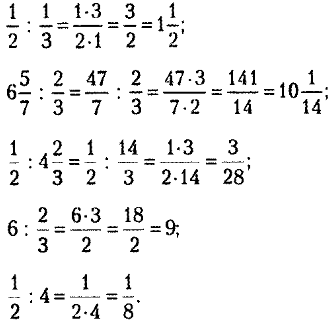 1/2 : 1/3 = 1·3/2·1 = 3/2 = 1 1/2;
6 5/7 : 2/3 = 47/7 : 2/3 = 47·3/7·2 = 141/14 = 10 1/14;
1/2 : 4 2/3 = 1/2 : 14/3 = 1·3/2·14 = 3/28;
6 : 2/3 = 6·3/2 = 18/2 = 9;
1/2 : 4 = 1/2·4 = 1/8.